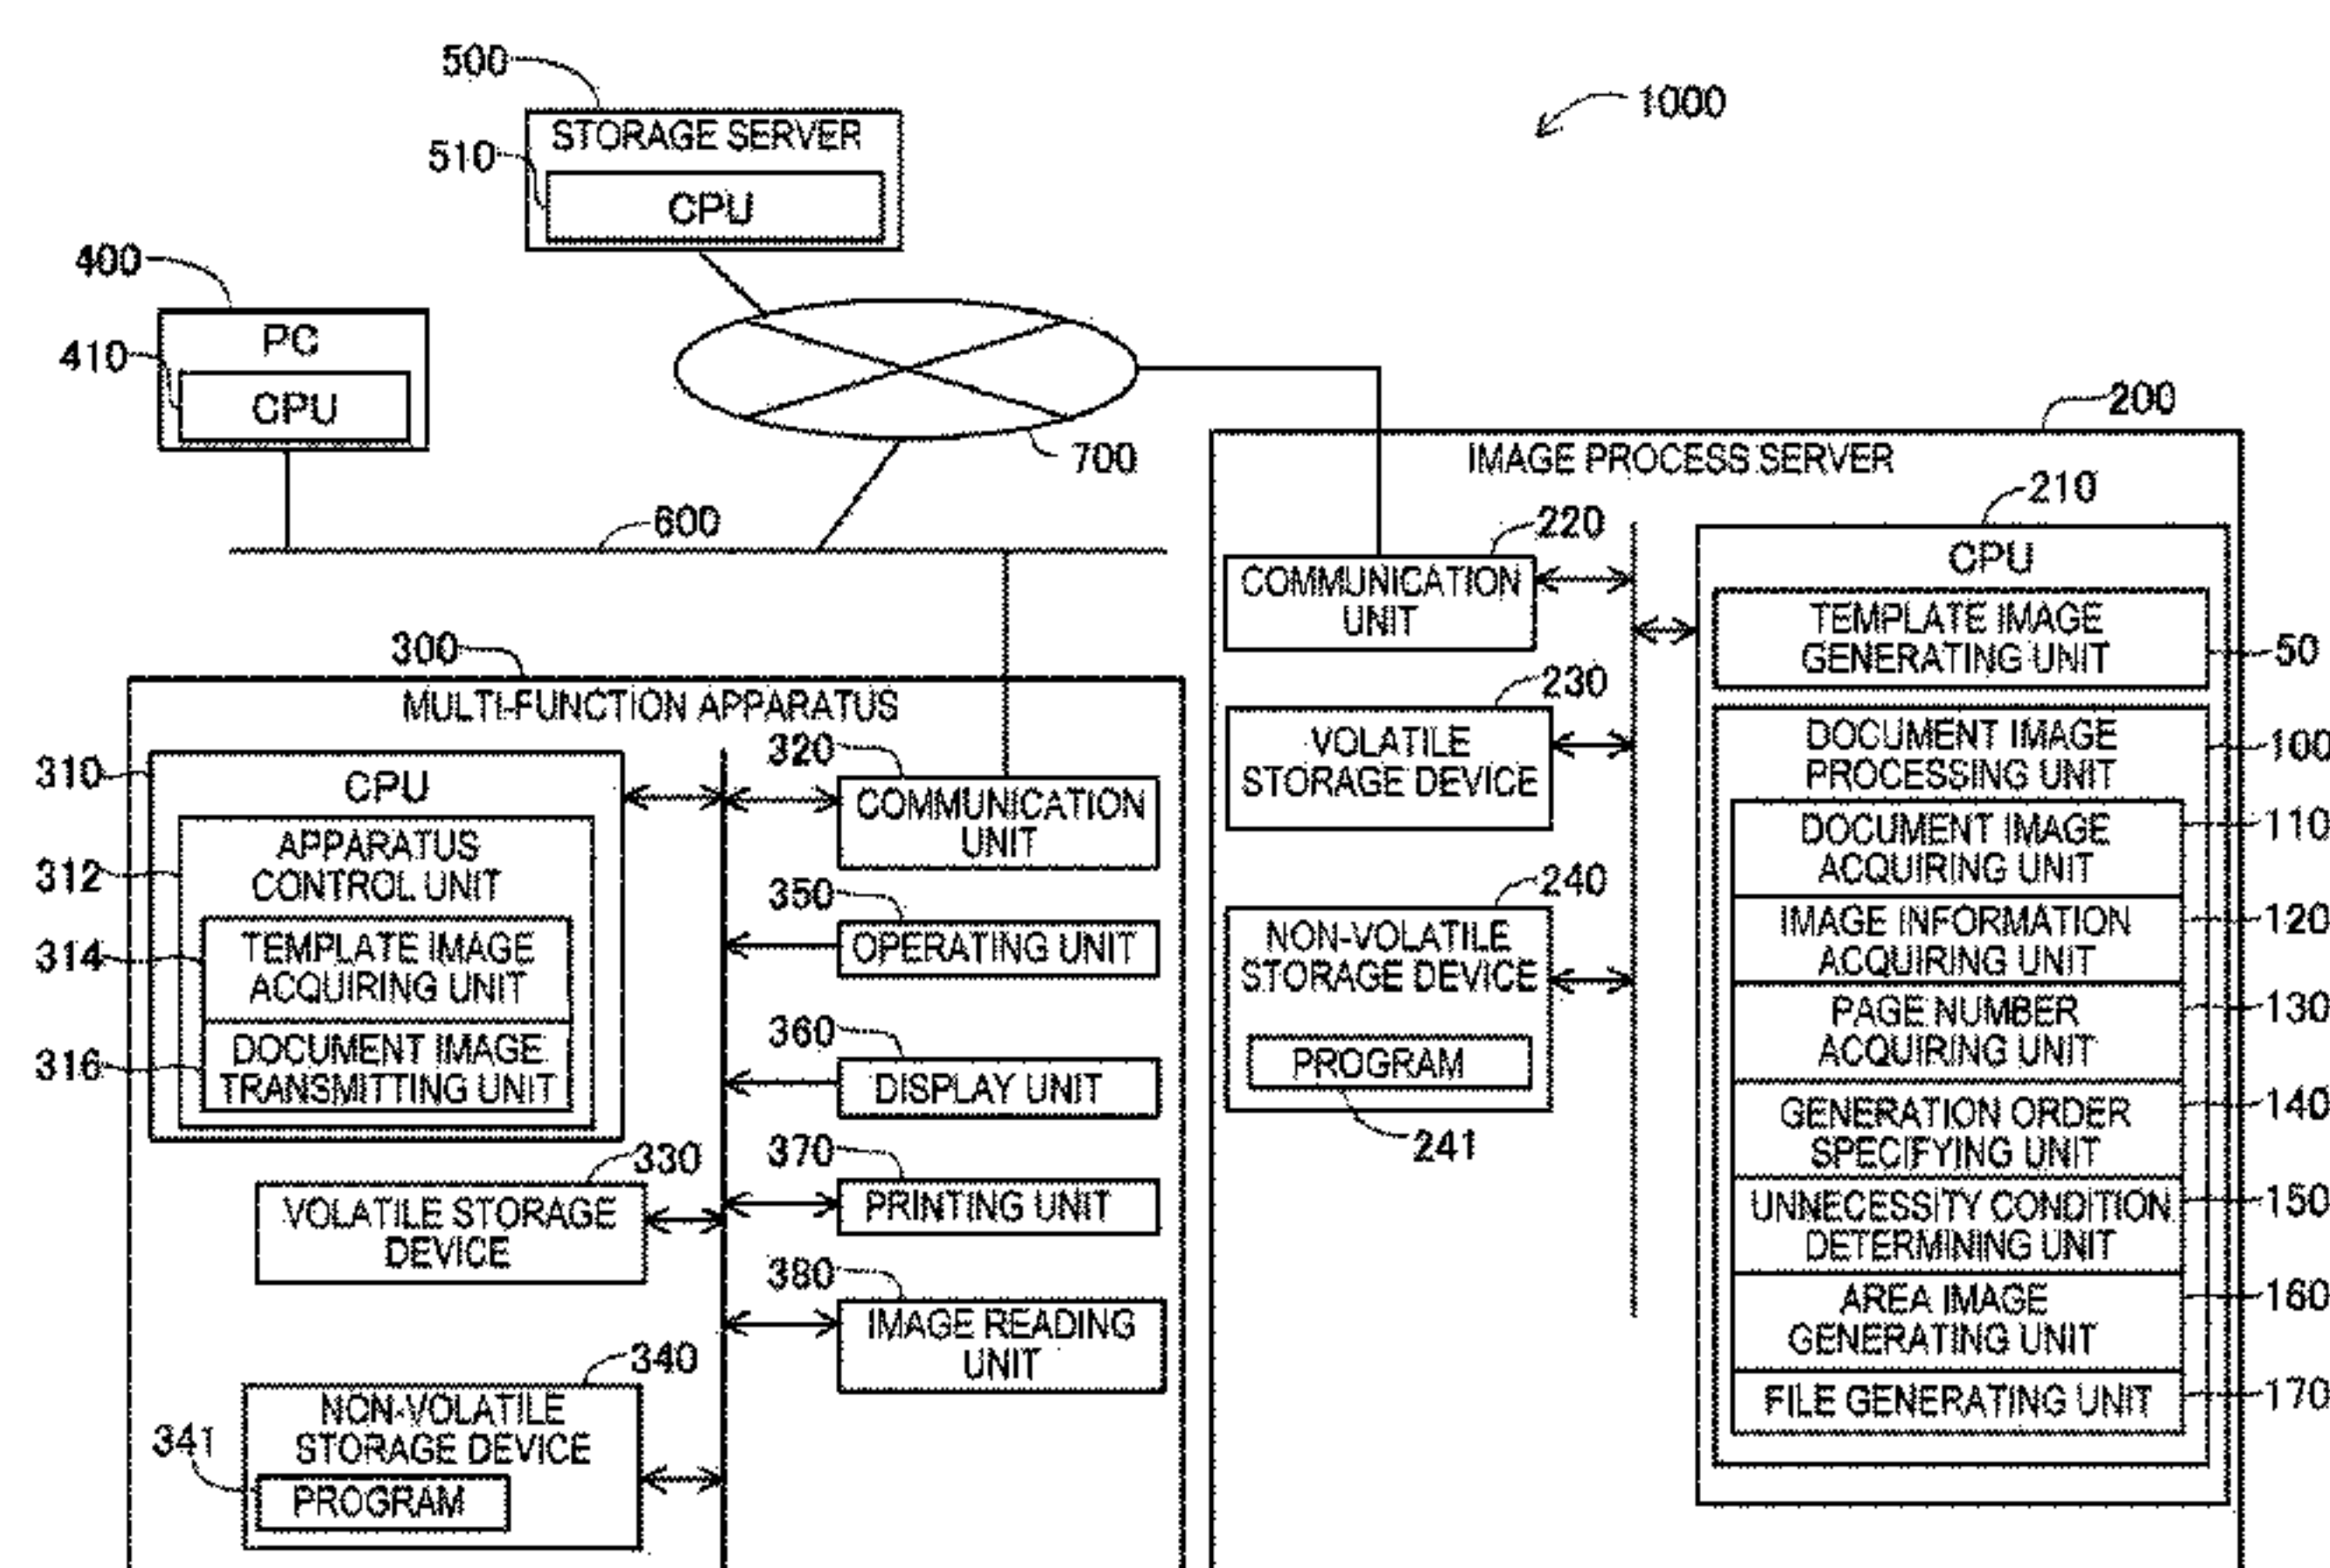 500
STORAGE SERVER
510
CPU
1000
400
PC
410
CPU
700
600
200
IMAGE PROCESS SERVER
210
CPU
220
COMMUNICATION
UNIT
TEMPLATE IMAGE
GENERATING UNIT
50
230
VOLATILE
STORAGE DEVICE
240
NON-VOLATILE
STORAGE DEVICE
PROGRAM
241
DOCUMENT IMAGE
PROCESSING UNIT
100
DOCUMENT IMAGE
ACQUIRING UNIT
110
IMAGE INFORMATION
ACQUIRING UNIT
120
PAGE NUMBER
ACQUIRING UNIT
130
GENERATION ORDER
SPECIFYING UNIT
140
UNNECESSITY CONDITION
DETERMINING UNIT
150
AREA IMAGE
GENERATING UNIT
160
FILE GENERATING UNIT
170
300
MULTI-FUNCTION APPARATUS
310
CPU
312
APPARATUS
CONTROL UNIT
314
TEMPLATE IMAGE
ACQUIRING UNIT
316
DOCUMENT IMAGE
TRANSMITTING UNIT
320
COMMUNICATION
UNIT
350
OPERATING UNIT
360
DISPLAY UNIT
330
VOLATILE STORAGE
DEVICE
370
PRINTING UNIT
380
IMAGE READING
UNIT
340
NON-VOLATILE
STORAGE DEVICE
341
PROGRAM